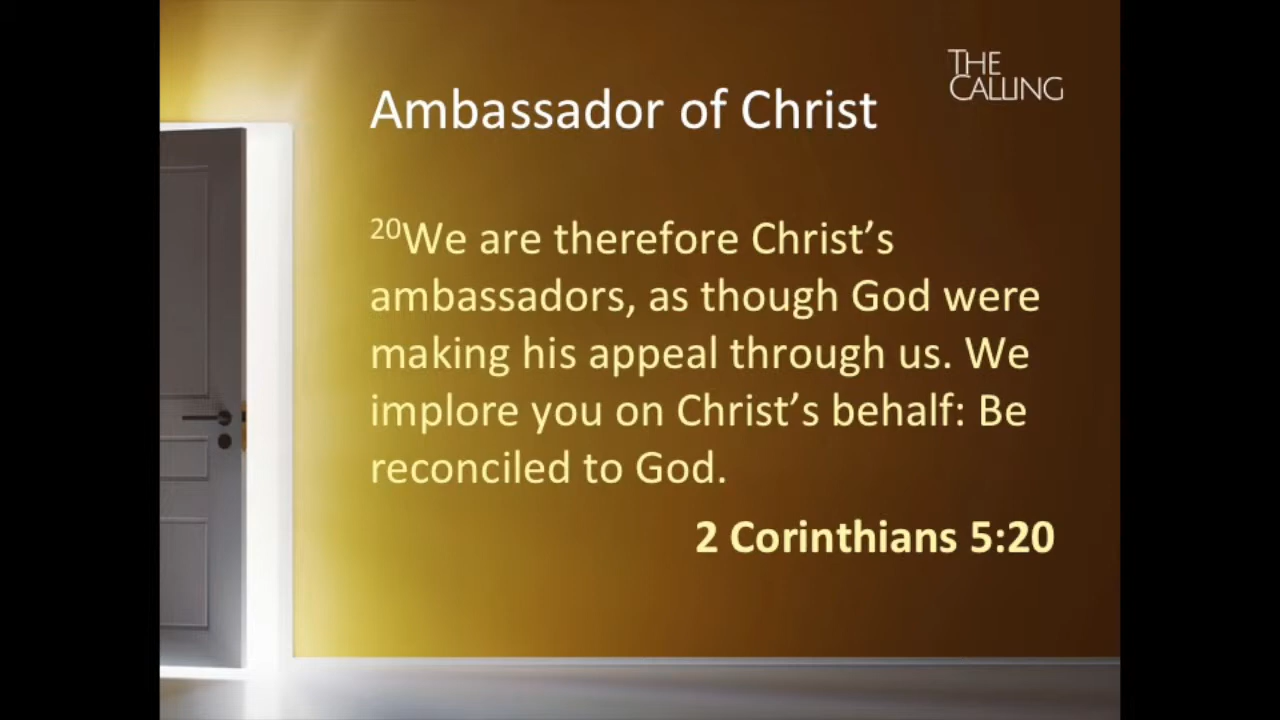 THE
CALLING
Ambassador of Christ
20We are therefore Christ’s
ambassadors, as though God were
making his appeal through us. We
implore you on Christ’s behalf: Be
reconciled to God.
2 Corinthians 5:20